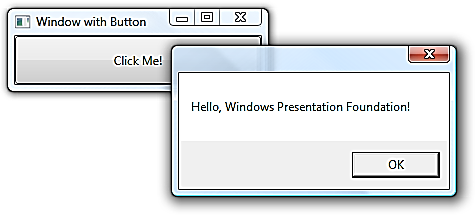 Window with Button
Click Me!
Hello, Windows Presentation Foundation!
OK